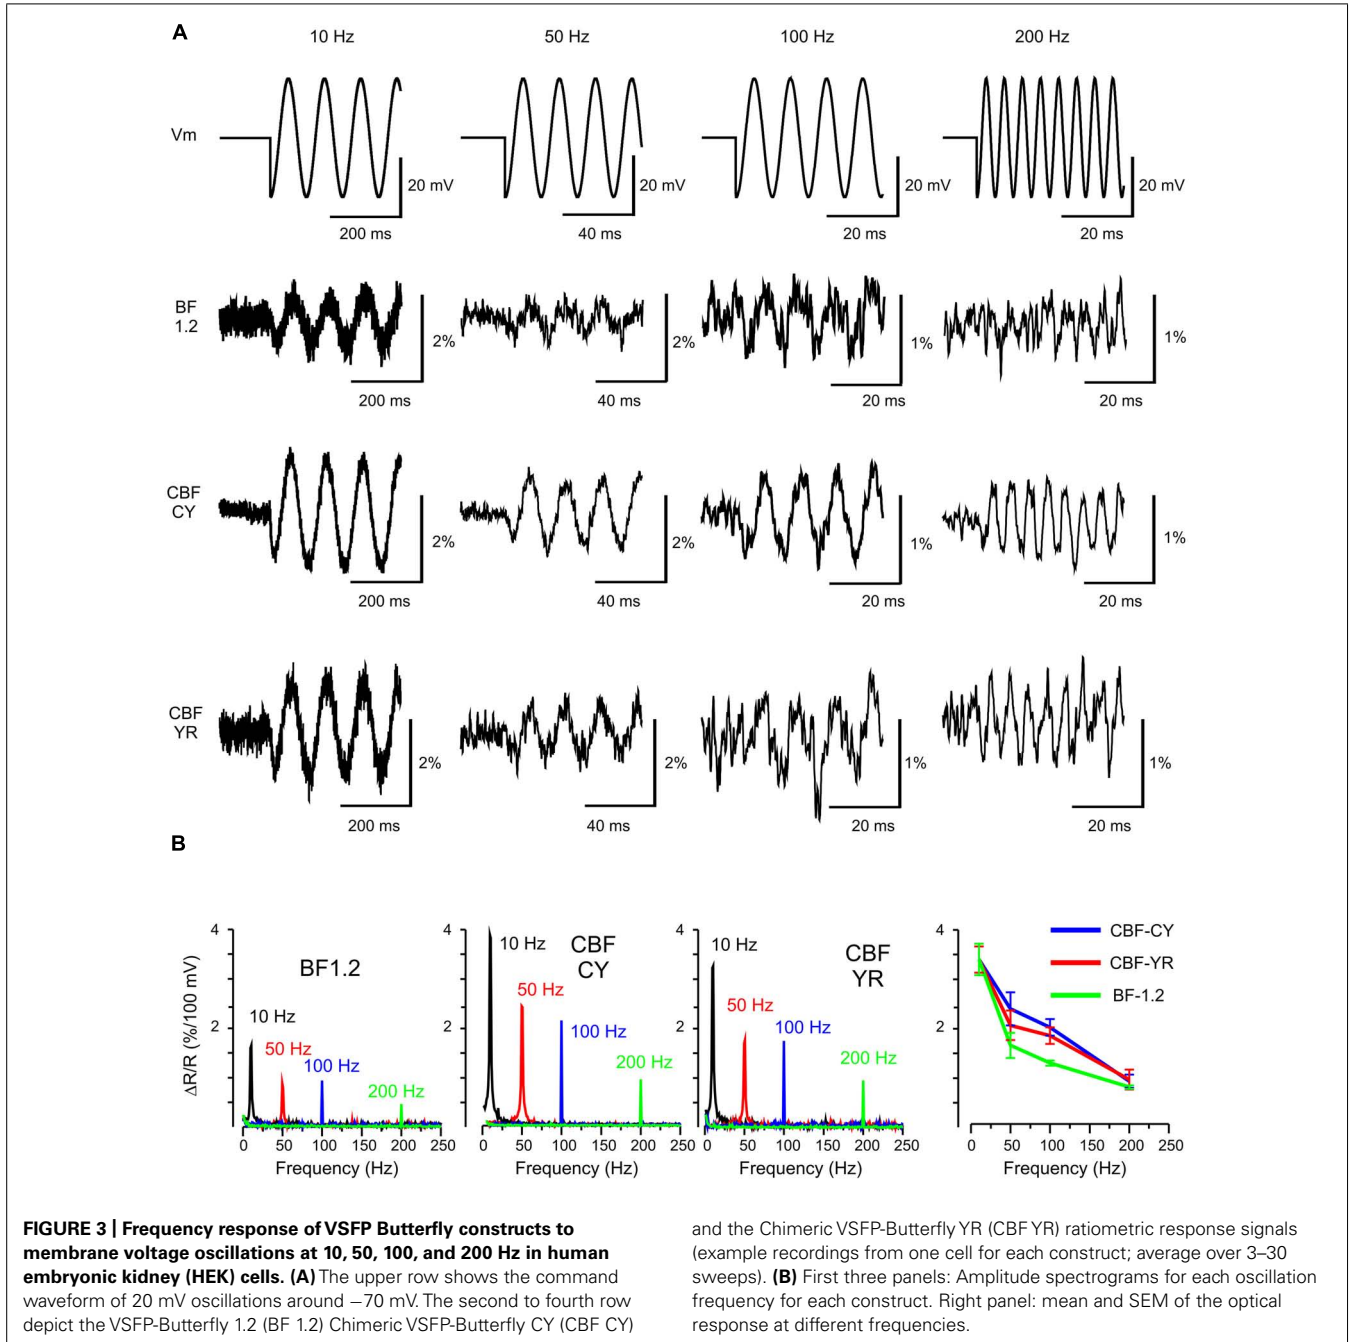 A
10 Hz
50 Hz
100 Hz
200 Hz
Vm
20 mV
20 mV
20 mV
20 mV
200 ms
40 ms
20 ms
20 ms
BF
1.2
2%
2%
1%
1%
200 ms
40 ms
20 ms
20 ms
CBF
CY
2%
2%
1%
1%
200 ms
40 ms
20 ms
20 ms
CBF
YR
2%
2%
1%
1%
200 ms
40 ms
20 ms
20 ms
B
ΔR/R (%/100 mV)
4
2
BF1.2
10 Hz
50 Hz
100 Hz
200 Hz
0 50 100 150 200 250
Frequency (Hz)
4
2
CBF
CY
10 Hz
50 Hz
100 Hz
200 Hz
0 50 100 150 200 250
Frequency (Hz)
4
2
CBF
YR
10 Hz
50 Hz
100 Hz
200 Hz
0 50 100 150 200 250
Frequency (Hz)
4
2
CBF-CY
CBF-YR
BF-1.2
0 50 100 150 200 250
Frequency (Hz)
FIGURE 3 | Frequency response of VSFP Butterfly constructs to
membrane voltage oscillations at 10, 50, 100, and 200 Hz in human
embryonic kidney (HEK) cells. (A) The upper row shows the command
waveform of 20 mV oscillations around −70 mV. The second to fourth row
depict the VSFP-Butterfly 1.2 (BF 1.2) Chimeric VSFP-Butterfly CY (CBF CY)
and the Chimeric VSFP-Butterfly YR (CBF YR) ratiometric response signals
(example recordings from one cell for each construct; average over 3–30
sweeps). (B) First three panels: Amplitude spectrograms for each oscillation
frequency for each construct. Right panel: mean and SEM of the optical
response at different frequencies.